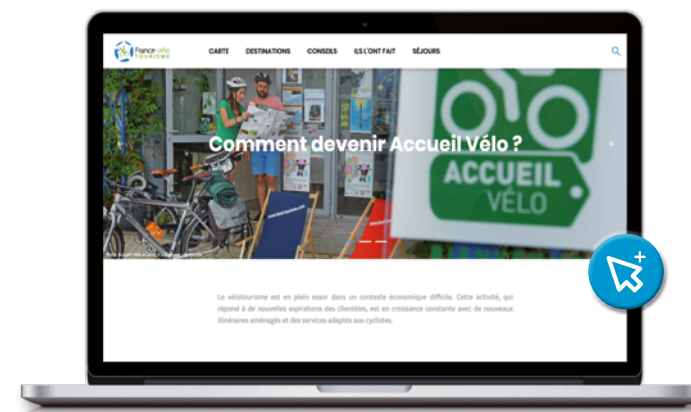 France vélo
TOURISME
CARTE DESTINATIONS CONSEILS ILS L'ONT FAIT SÉJOURS
Comment devenir Accueil Vélo ?
ACCUEIL
VÉLO
Le vélotourisme est en plein essor dans un contexte économique difficile. Cette activité, qui
répond à de nouvelles aspirations des clientèles, est en croissance constante avec de nouveaux
itinéraires aménagés et des services adaptés aux cyclistes.